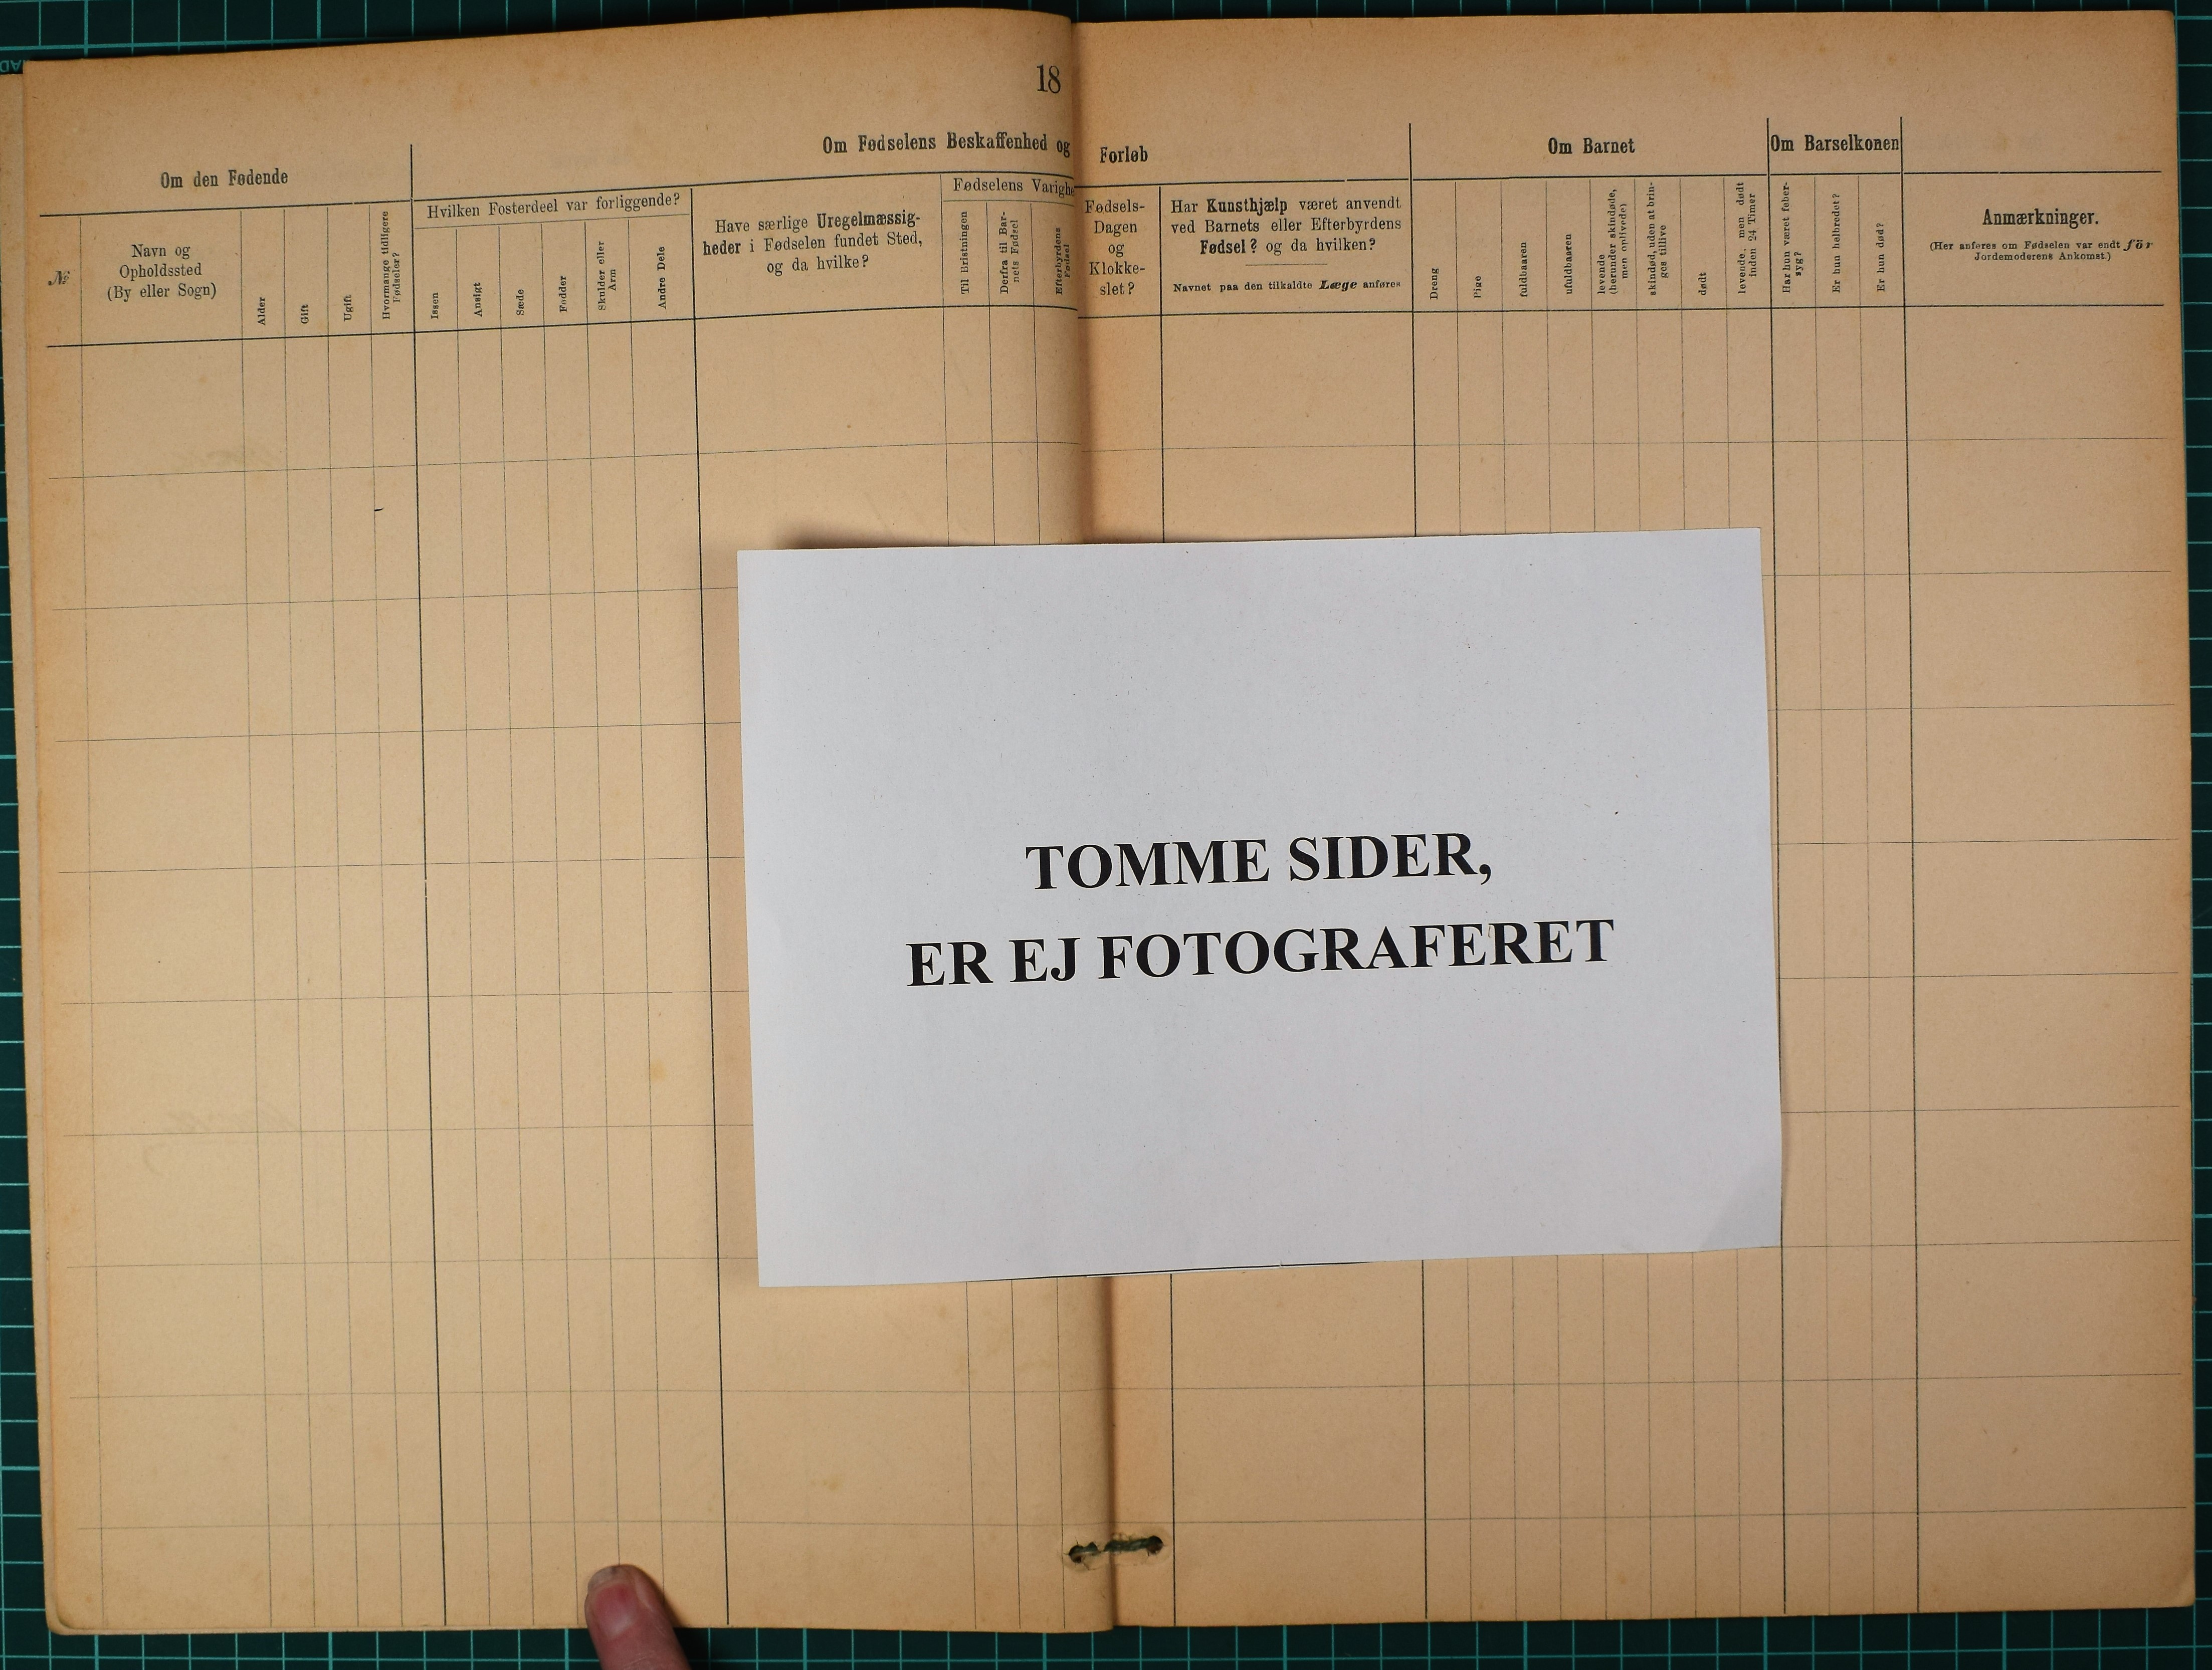 18
Om den Fødende
Om Fødselens Beskaffenhed og
Forløb
Om Barnet
Om Barselkonen
№
Navn og
Opholdssted
(By eller Sogn)
Alder
Gift
Ugift
Hvormange tidligere
Fødsler?
Hvilken Fosterdeel var forliggende?
Issen
Ansigt
Sæde
Fødder
Skulder eller
Arm
Andre Dele
Have særlige Uregelmæssig-
heder i Fødselen fundet Sted,
og da hvilke?
Fødselens Varighe
Til Bristningen
Derfra til Bar-
nets Fødsel
Efterbyrdens
Fødsel
Fødsels-
Dagen
og
Klokke-
slet?
Har Kunsthjælp været anvendt
ved Barnets eller Efterbyrdens
Fødsel? og da hvilken?
Navnet paa den tilkaldte Læge anføres
Dreng
Pige
fuldbaaren
ufuldbaaren
levende
(herunder skindøde,
men oplivede)
skindød, uden at brin-
ges tillive
dødt
levende, men dødt
inden 24 Timer
Har hun været feber-
syg?
Er hun helbredet?
Er hun død?
Anmærkninger.
(Her anføres om Fødselen var endt för
Jordemoderens Ankomst.)
TOMME SIDER,
ER EJ FOTOGRAFERET